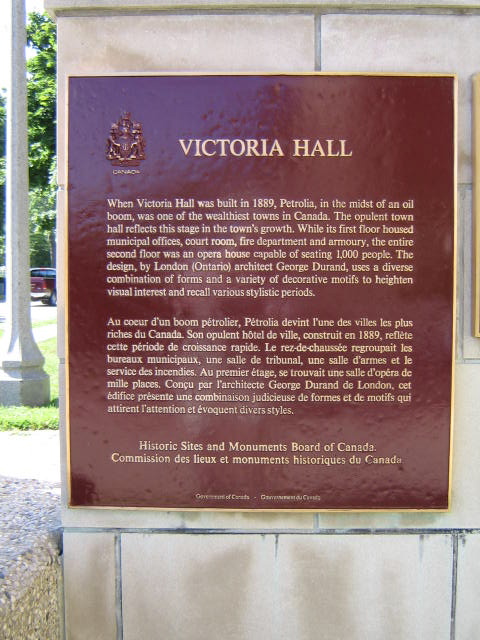 CANADA
VICTORIA HALL
When Victoria Hall was built in 1889, Petrolia, in the midst of an oil
boom, was one of the wealthiest towns in Canada. The opulent town
hall reflects this stage in the town's growth. While its first floor housed
municipal offices, court room, fire department and armoury, the entire
second floor was an opera house capable of seating 1,000 people. The
design, by London (Ontario) architect George Durand, uses a diverse
combination of forms and a variety of decorative motifs to heighten
visual interest and recall various stylistic periods.
Au coeur d'un boom pétrolier, Pétrolia devint l'une des villes les plus
riches du Canada. Son opulent hôtel de ville, construit en 1889, reflète
cette période de croissance rapide. Le rez-de-chaussée regroupait les
bureaux municipaux, une salle de tribunal, une salle d'armes et le
service des incendies. Au premier étage, se trouvait une salle d'opéra de
mille places. Conçu par l'architecte George Durand de London, cet
édifice présente une combinaison judicieuse de formes et de motifs qui
attirent l'attention et évoquent divers styles.
Historic Sites and Monuments Board of Canada.
Commission des lieux et monuments historiques du Canada.
Government of Canada - Gouvernement du Canada